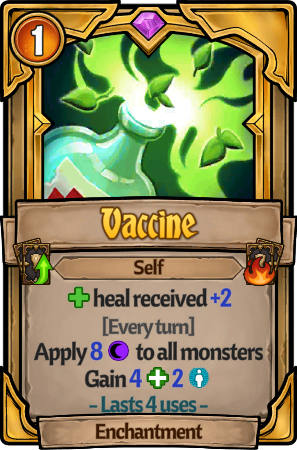 1
Vaccine
Self
heal received +2
[Every turn]
Apply 8 to all monsters
Gain 4 2
- Lasts 4 uses -
Enchantment